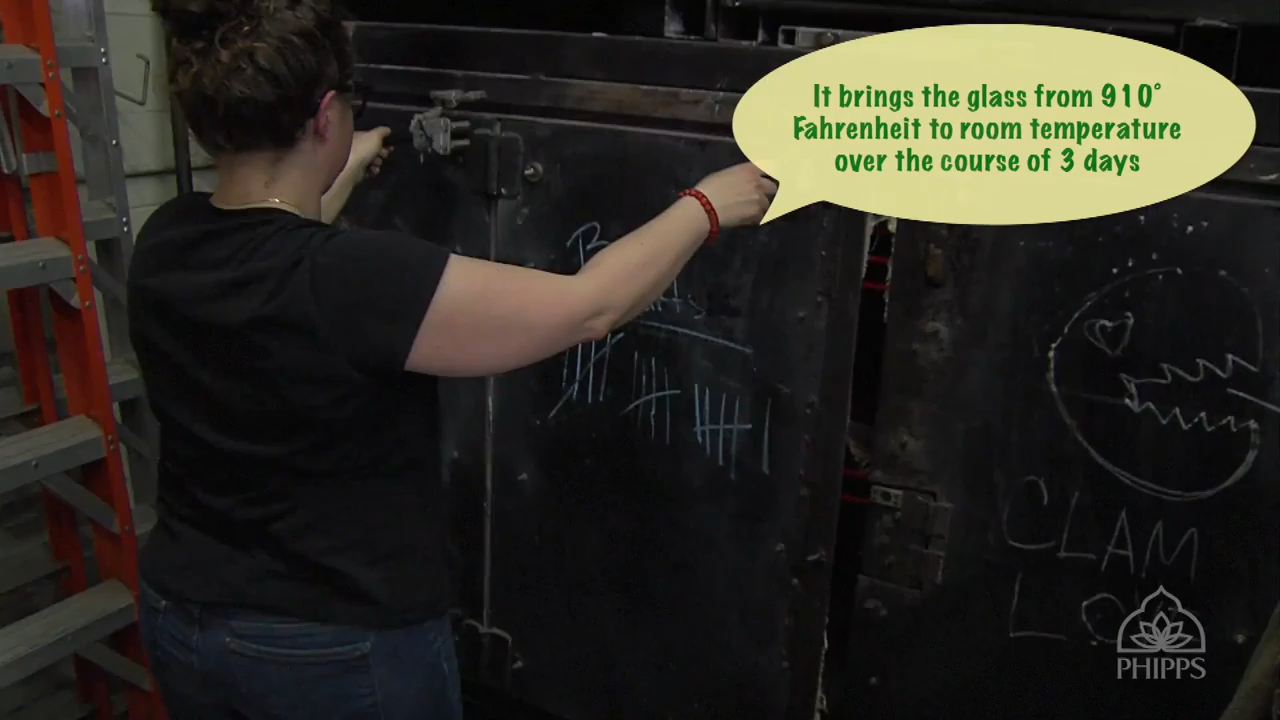 It brings the glass from 910°
Fahrenheit to room temperature
over the course of 3 days
CLAM
PHIPPS